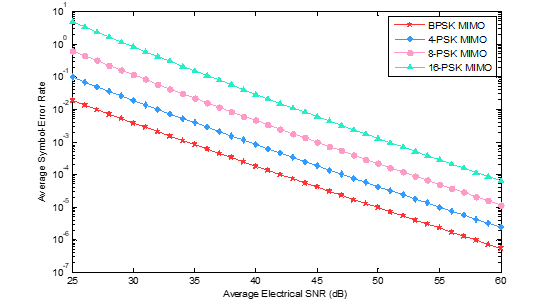 10^1
10^0
10^-1
10^-2
10^-3
10^-4
10^-5
10^-6
10^-7
Average Symbol-Error Rate
BPSK MIMO
4-PSK MIMO
8-PSK MIMO
16-PSK MIMO
25 30 35 40 45 50 55 60
Average Electrical SNR (dB)